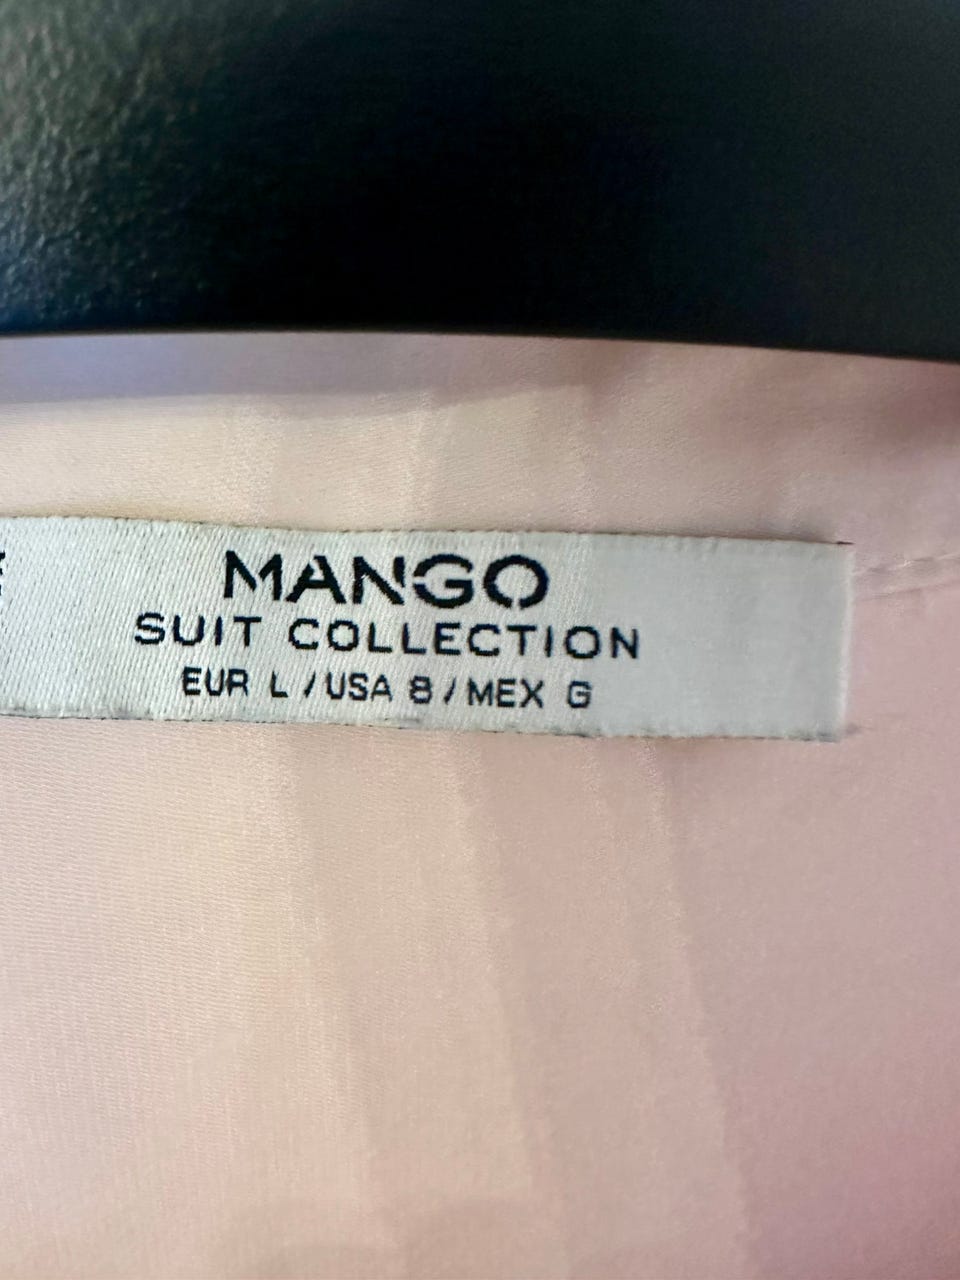 MANGO
SUIT COLLECTION
EUR L / USA 8 / MEX G